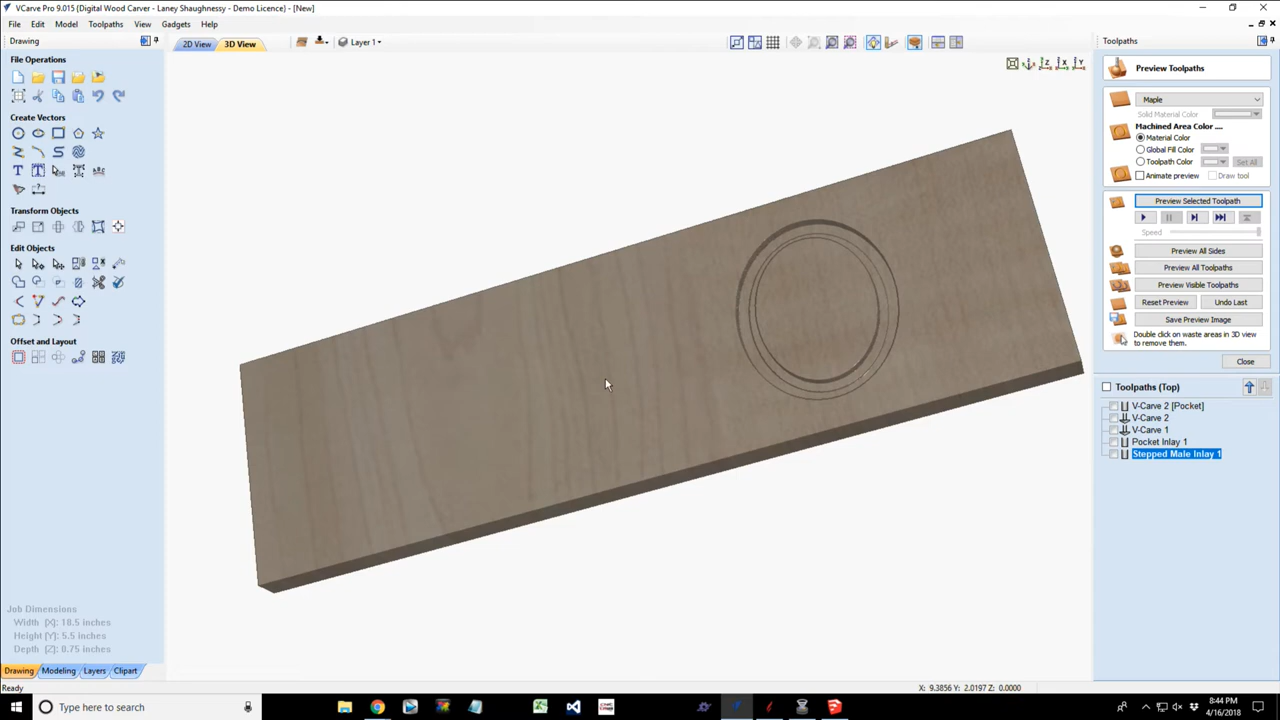 VCarve Pro 9.015 {Digital Wood Carver - Laney Shaughnessy - Demo Licence} - [New]
File Edit Model Toolpaths View Gadgets Help
Drawing
2D View 3D View Layer 1
Toolpaths
File Operations
Create Vectors
Transform Objects
Edit Objects
Offset and Layout
Job Dimensions
Width (X): 18.5 inches
Height (Y): 5.5 inches
Depth (Z): 0.75 inches
Drawing Modeling Layers Clipart
Z X Y
Preview Toolpaths
Maple
Solid Material Color
Machined Area Color ....
Material Color
Global Fill Color
Toolpath Color Set All
Animate preview Draw tool
Preview Selected Toolpath
Speed
Preview All Sides
Preview All Toolpaths
Preview Visible Toolpaths
Reset Preview Undo Last
Save Preview Image
Double click on waste areas in 3D view
to remove them.
Close
Toolpaths (Top)
V-Carve 2 [Pocket]
V-Carve 2
V-Carve 1
Pocket Inlay 1
Stepped Male Inlay 1
Ready
X: 9.3856 Y: 2.0197 Z: 0.0000
Type here to search
8:44 PM
4/16/2018